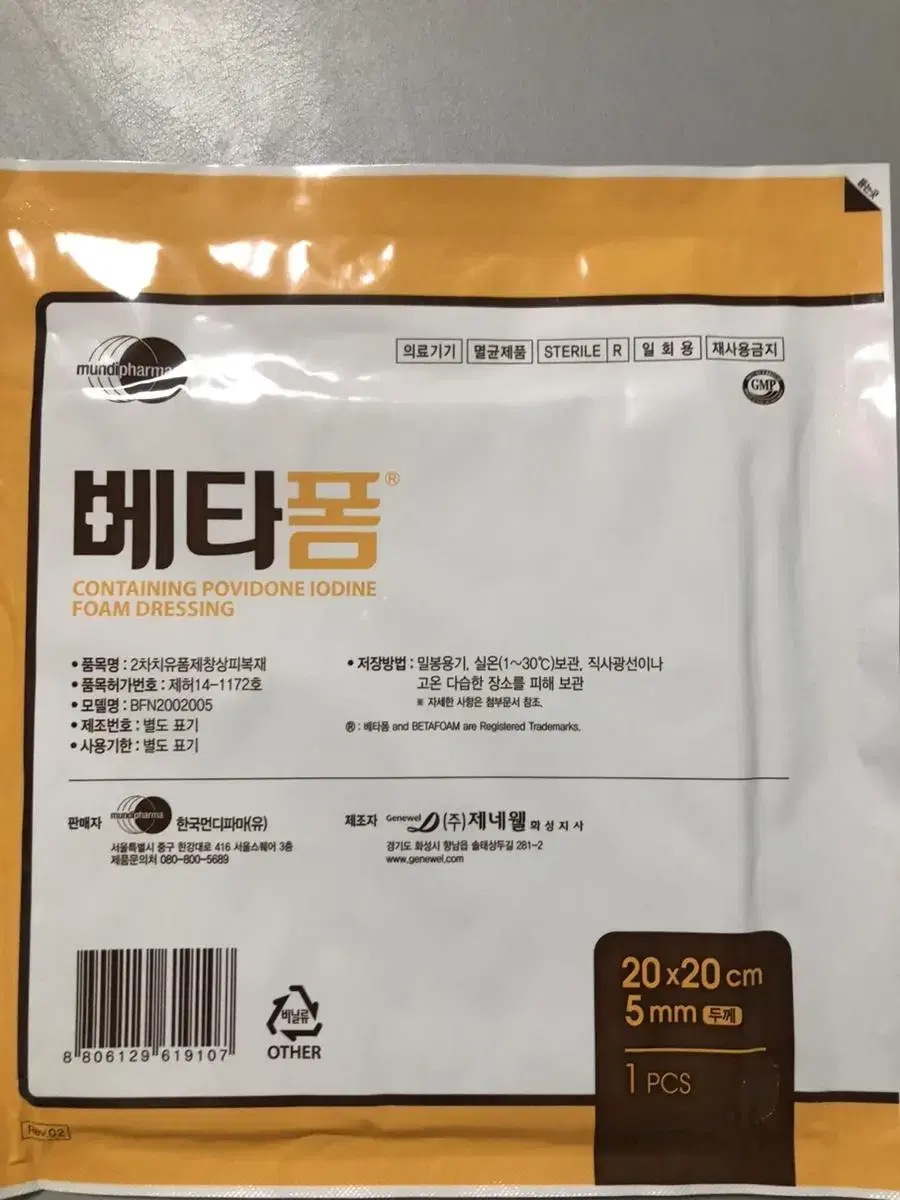 뜯는곳
mundipharma
의료기기 멸균제품 STERILE R 일회용 재사용금지
GMP
베타폼®
CONTAINING POVIDONE IODINE
FOAM DRESSING
• 품목명 : 2차치유폼제창상피복재
• 품목허가번호 : 제허14-1172호
• 모델명 : BFN2002005
• 제조번호 : 별도 표기
• 사용기한 : 별도 표기
• 저장방법 : 밀봉용기, 실온(1~30℃)보관, 직사광선이나
고온 다습한 장소를 피해 보관
※ 자세한 사항은 첨부문서 참조.
® : 베타폼 and BETAFOAM are Registered Trademarks.
판매자 mundipharma 한국먼디파마(유)
서울특별시 중구 한강대로 416 서울스퀘어 3층
제품문의처 080-800-5689
제조자 Genewel (주)제네웰 화성지사
경기도 화성시 향남읍 솔태상두길 281-2
www.genewel.com
8 806129 619107
비닐류
OTHER
20 x 20 cm
5 mm 두께
1 PCS
Rev.02